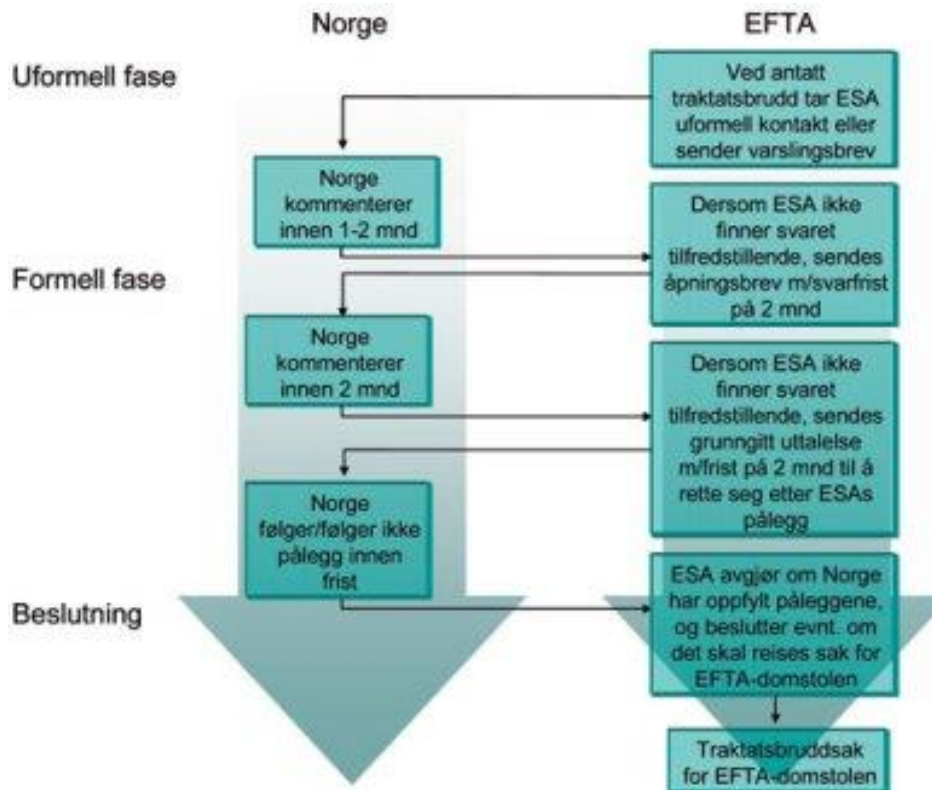 Norge
EFTA
Uformell fase
Ved antatt
traktatsbrudd tar ESA
uformell kontakt eller
sender varslingsbrev
Norge
kommenterer
innen 1-2 mnd
Dersom ESA ikke
finner svaret
tilfredstillende, sendes
åpningsbrev m/svarfrist
på 2 mnd
Formell fase
Norge
kommenterer
innen 2 mnd
Dersom ESA ikke
finner svaret
tilfredstillende, sendes
grunngitt uttalelse
m/frist på 2 mnd til å
rette seg etter ESAs
pålegg
Norge
følger/følger ikke
pålegg innen
frist
Beslutning
ESA avgjør om Norge
har oppfylt påleggene,
og beslutter evnt. om
det skal reises sak for
EFTA-domstolen
Traktatsbruddsak
for EFTA-domstolen